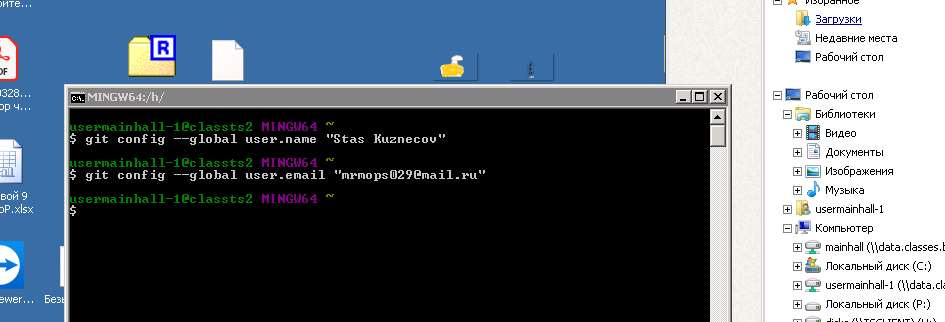 Избранное
Загрузки
Недавние места
Рабочий стол
R
DF
0328...
ор ч...
вой 9
oP.xlsx
ewer...
Безы
MINGW64:/h/
usermainhall-1@classts2 MINGW64 ~
$ git config --global user.name "Stas Kuznecov"
usermainhall-1@classts2 MINGW64 ~
$ git config --global user.email "mrmops029@mail.ru"
usermainhall-1@classts2 MINGW64 ~
$
Рабочий стол
Библиотеки
Видео
Документы
Изображения
Музыка
usermainhall-1
Компьютер
mainhall (\\data.classes.b
Локальный диск (C:)
usermainhall-1 (\\data.cla
Локальный диск (P:)